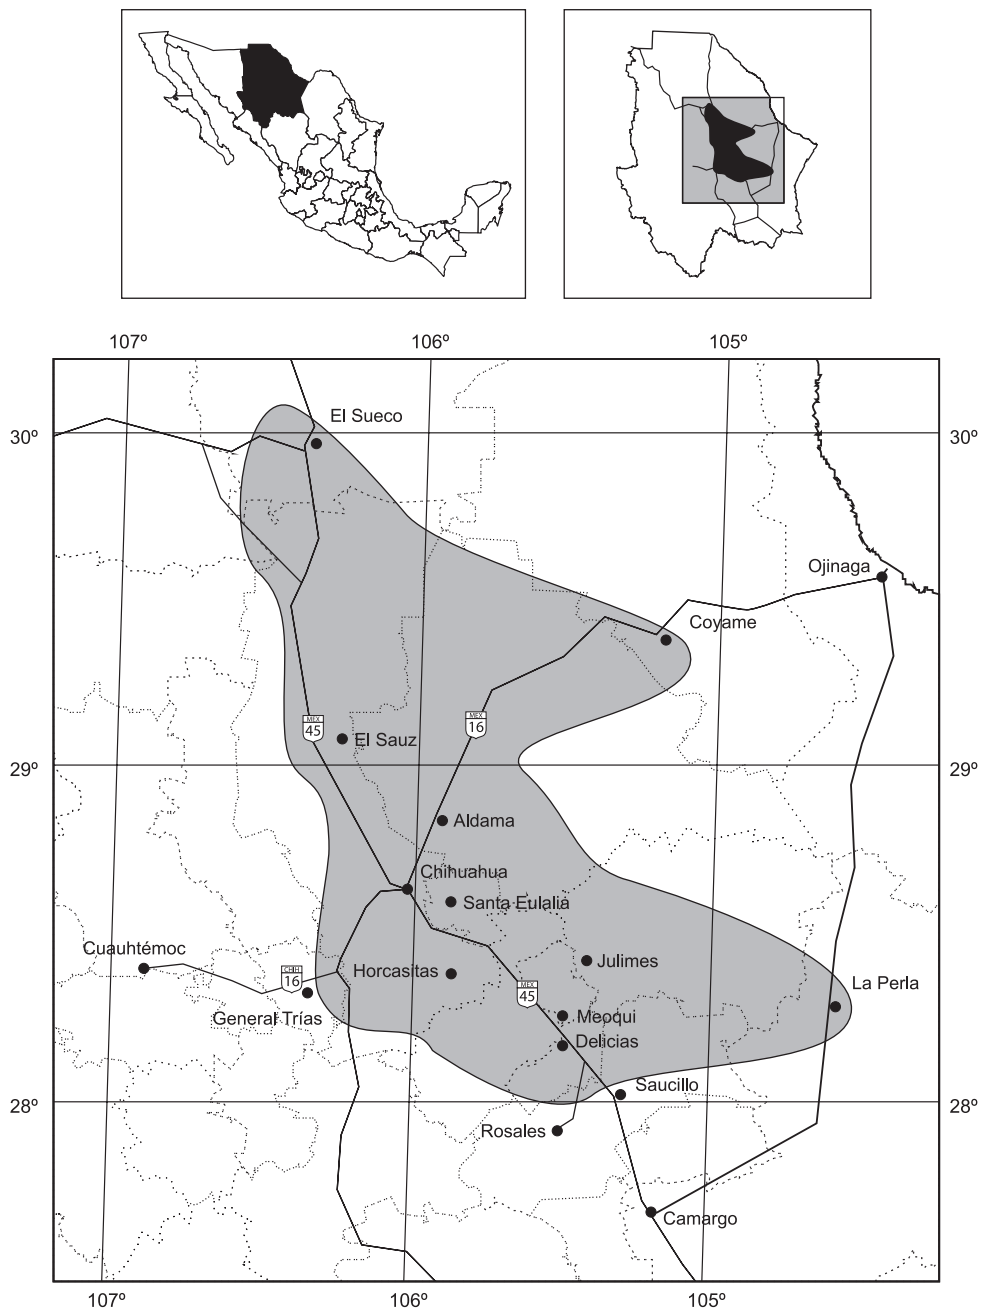 107º 106º 105º
El Sueco
30º 30º
Ojinaga
Coyame
MEX
45
MEX
16
El Sauz
29º 29º
Aldama
Chihuahua
Santa Eulalia
Cuauhtémoc
CHIH
16
Horcasitas
Julimes
MEX
45
La Perla
General Trías
Meoqui
Delicias
Saucillo
28º 28º
Rosales
Camargo
107º 106º 105º